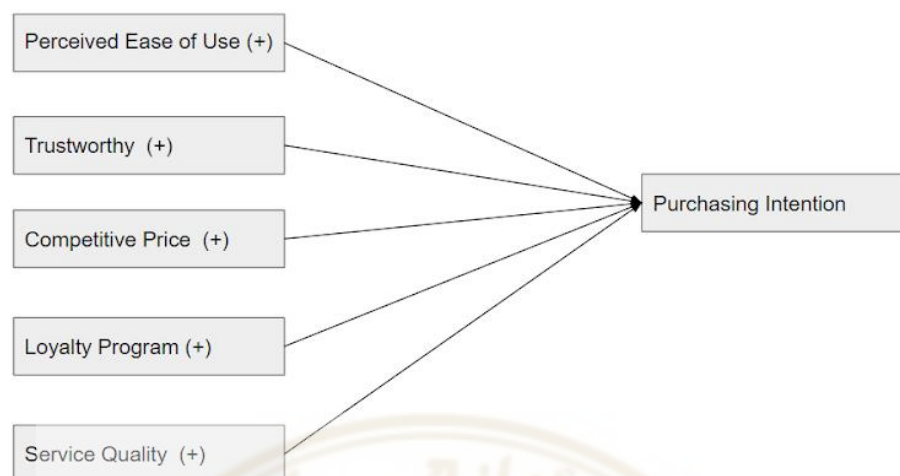 Perceived Ease of Use (+)
Trustworthy (+)
Competitive Price (+)
Purchasing Intention
Loyalty Program (+)
Service Quality (+)